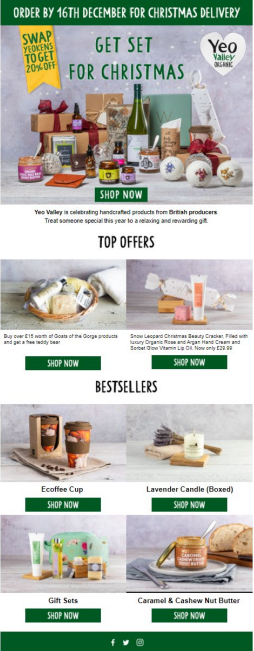 ORDER BY 16TH DECEMBER FOR CHRISTMAS DELIVERY
SWAP
YEOKENS
TO GET
20% OFF
GET SET
FOR CHRISTMAS
Yeo
Valley
ORGANIC
SHOP NOW
Yeo Valley is celebrating handcrafted products from British producers
Treat someone special this year to a relaxing and rewarding gift.
TOP OFFERS
Buy over £15 worth of Goats of the Gorge products
and get a free teddy bear
SHOP NOW
Snow Leopard Christmas Beauty Cracker. Filled with
luxury Organic Rose and Argan Hand Cream and
Sorbet Glow Vitamin Lip Oil. Now only £29.99
SHOP NOW
BESTSELLERS
Ecoffee Cup
SHOP NOW
Lavender Candle (Boxed)
SHOP NOW
Gift Sets
SHOP NOW
Caramel & Cashew Nut Butter
SHOP NOW